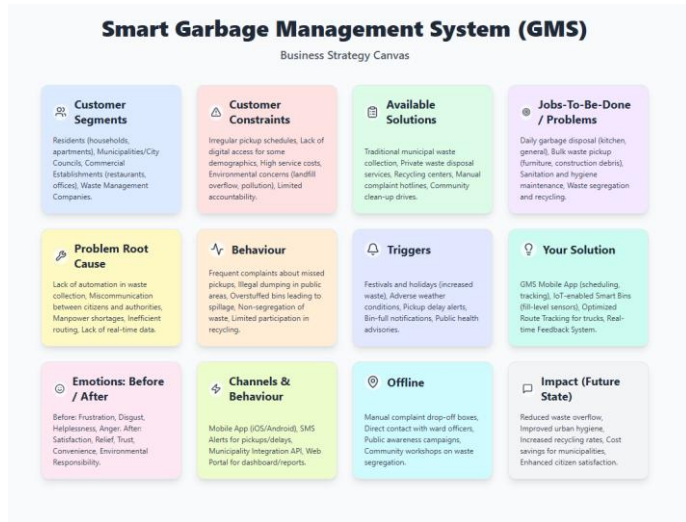 Smart Garbage Management System (GMS)
Business Strategy Canvas
Customer
Segments
Residents (households,
apartments), Municipalities/City
Councils, Commercial
Establishments (restaurants,
offices), Waste Management
Companies.
Customer
Constraints
Irregular pickup schedules, Lack of
digital access for some
demographics, High service costs,
Environmental concerns (landfill
overflow, pollution), Limited
accountability.
Available
Solutions
Traditional municipal waste
collection, Private waste disposal
services, Recycling centers, Manual
complaint hotlines, Community
clean-up drives.
Jobs-To-Be-Done
/ Problems
Daily garbage disposal (kitchen,
general), Bulk waste pickup
(furniture, construction debris),
Sanitation and hygiene
maintenance, Waste segregation
and recycling.
Problem Root
Cause
Lack of automation in waste
collection, Miscommunication
between citizens and authorities,
Manpower shortages, Inefficient
routing, Lack of real-time data.
Behaviour
Frequent complaints about missed
pickups, Illegal dumping in public
areas, Overstuffed bins leading to
spillage, Non-segregation of
waste, Limited participation in
recycling.
Triggers
Festivals and holidays (increased
waste), Adverse weather
conditions, Pickup delay alerts,
Bin-full notifications, Public health
advisories.
Your Solution
GMS Mobile App (scheduling,
tracking), IoT-enabled Smart Bins
(fill-level sensors), Optimized
Route Tracking for trucks, Real-
time Feedback System.
Emotions: Before
/ After
Before: Frustration, Disgust,
Helplessness, Anger. After:
Satisfaction, Relief, Trust,
Convenience, Environmental
Responsibility.
Channels &
Behaviour
Mobile App (iOS/Android), SMS
Alerts for pickups/delays,
Municipality Integration API, Web
Portal for dashboard/reports.
Offline
Manual complaint drop-off boxes,
Direct contact with ward officers,
Public awareness campaigns,
Community workshops on waste
segregation.
Impact (Future
State)
Reduced waste overflow,
Improved urban hygiene,
Increased recycling rates, Cost
savings for municipalities,
Enhanced citizen satisfaction.